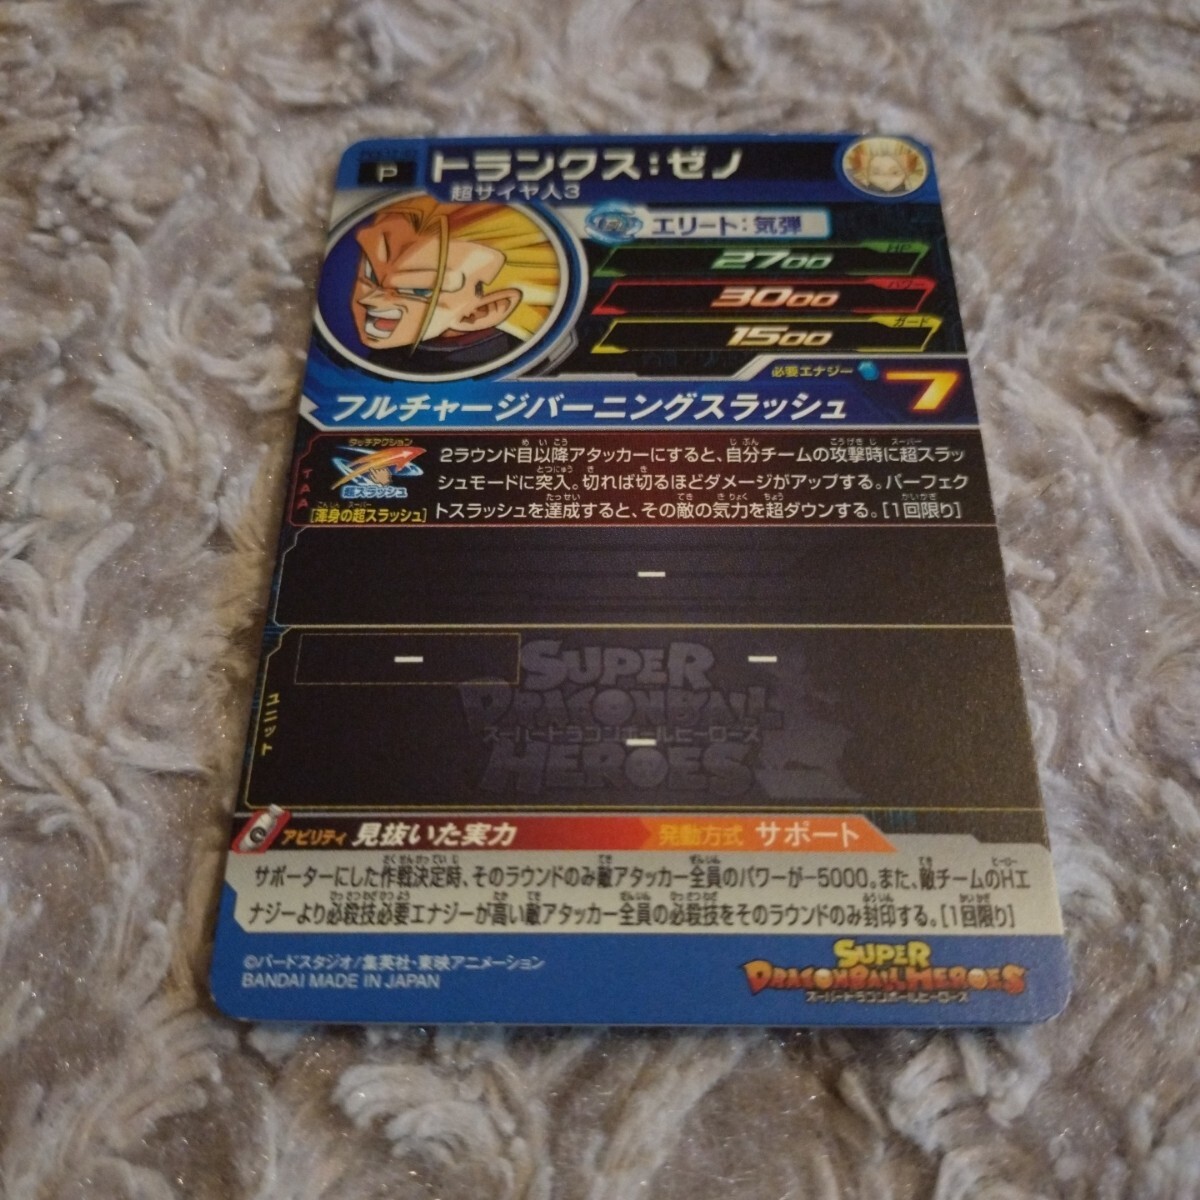 P
トランクス:ゼノ
超サイヤ人3
エリート:気弾
HP
2700
パワー
3000
ガード
1500
必要エナジー
7
フルチャージバーニングスラッシュ
タッチアクション
超スラッシュ
[渾身の超スラッシュ]
2ラウンド目以降アタッカーにすると、自分チームの攻撃時に超スラッ
シュモードに突入。切れば切るほどダメージがアップする。パーフェク
トスラッシュを達成すると、その敵の気力を超ダウンする。[1回限り]
ー
ー
ー
ユニット
ー
SUPER
DRAGONBALL
スーパードラゴンボールヒーローズ
HEROES
アビリティ 見抜いた実力
発動方式 サポート
サポーターにした作戦決定時、そのラウンドのみ敵アタッカー全員のパワーが-5000。また、敵チームのHエ
ナジーより必殺技必要エナジーが高い敵アタッカー全員の必殺技をそのラウンドのみ封印する。[1回限り]
©バードスタジオ/集英社・東映アニメーション
BANDAI MADE IN JAPAN
SUPER
DRAGONBALL HEROES
スーパードラゴンボールヒーローズ